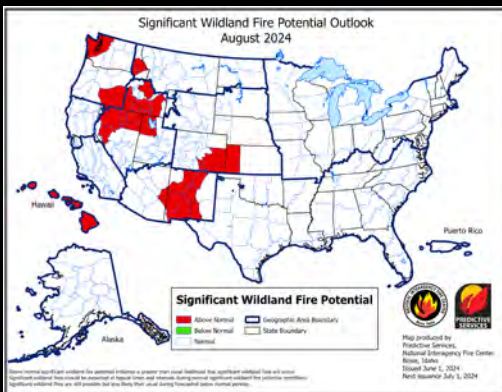 Significant Wildland Fire Potential Outlook
August 2024
Hawaii
Puerto Rico
Alaska
Significant Wildland Fire Potential
Above Normal
Geographic Area Boundary
Below Normal
State Boundary
Normal
PREDICTIVE
SERVICES
Map produced by
Predictive Services,
National Interagency Fire Center
Boise, Idaho
Issued June 1, 2024
Next issuance July 1, 2024